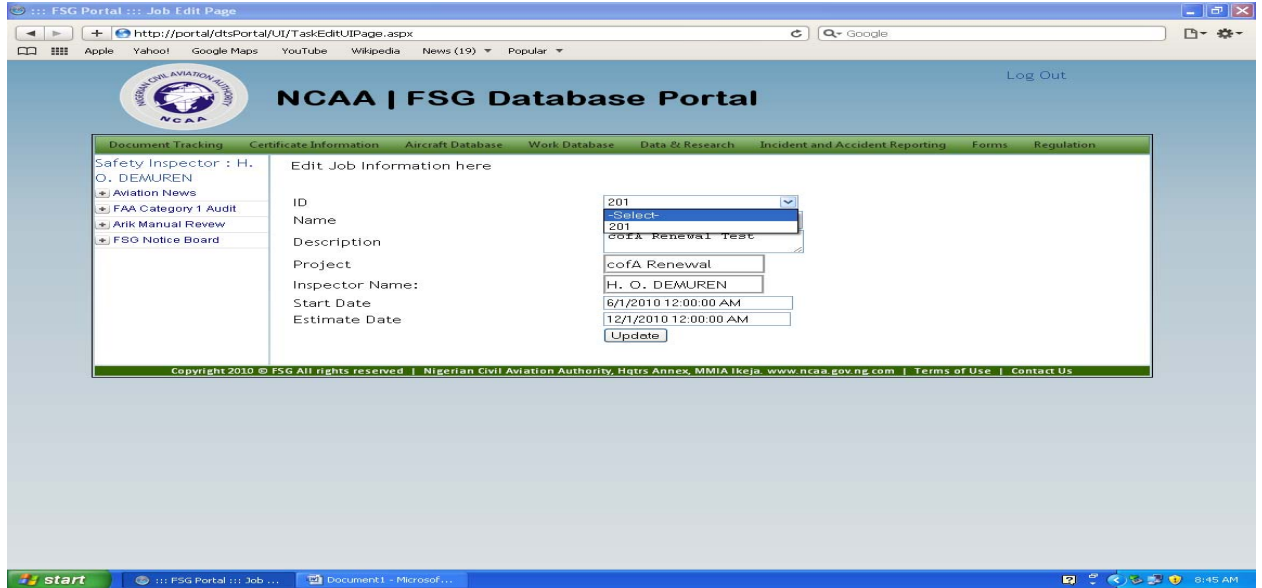 ::: FSG Portal ::: Job Edit Page
http://portal/dtsPortal/UI/TaskEditUIPage.aspx
Google
Apple Yahoo! Google Maps YouTube Wikipedia News (19) Popular
Log Out
NIGERIAN CIVIL AVIATION AUTHORITY
NCAA
NCAA | FSG Database Portal
Document Tracking Certificate Information Aircraft Database Work Database Data & Research Incident and Accident Reporting Forms Regulation
Safety Inspector : H.
O. DEMUREN
Aviation News
FAA Category 1 Audit
Arik Manual Revew
FSG Notice Board
Edit Job Information here
ID 201
-Select-
201
Name
Description cofA Renewal Test
Project cofA Renewal
Inspector Name: H. O. DEMUREN
Start Date 6/1/2010 12:00:00 AM
Estimate Date 12/1/2010 12:00:00 AM
Update
Copyright 2010 © FSG All rights reserved | Nigerian Civil Aviation Authority, Hqtrs Annex, MMIA Ikeja. www.ncaa.gov.ng.com | Terms of Use | Contact Us
start ::: FSG Portal ::: Job ... Document1 - Microsof... 8:45 AM